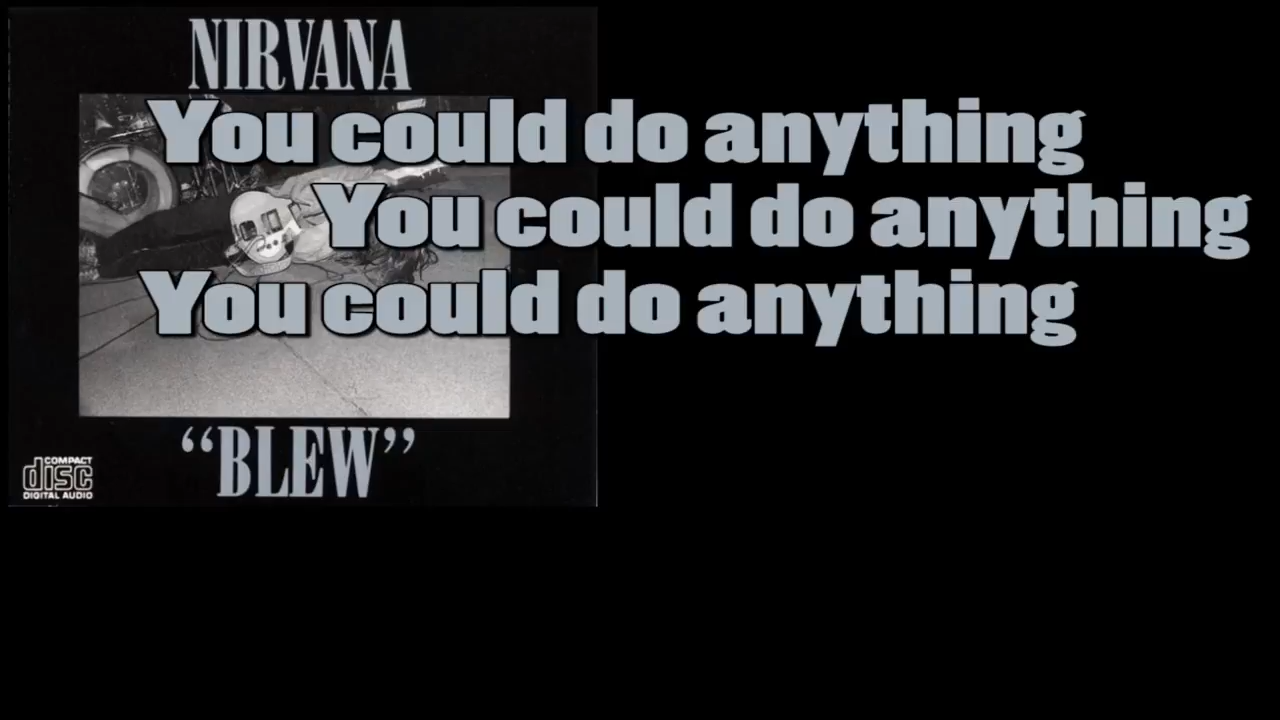 NIRVANA
You could do anything
You could do anything
You could do anything
“BLEW”
COMPACT
disc
DIGITAL AUDIO